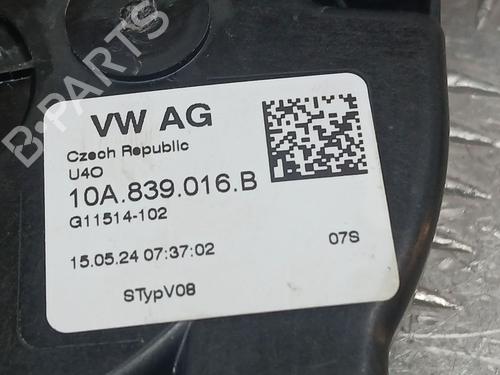 B-PARTS
VW AG
Czech Republic
U4O
10A.839.016.B
G11514-102
15.05.24 07:37:02
07S
STypV08